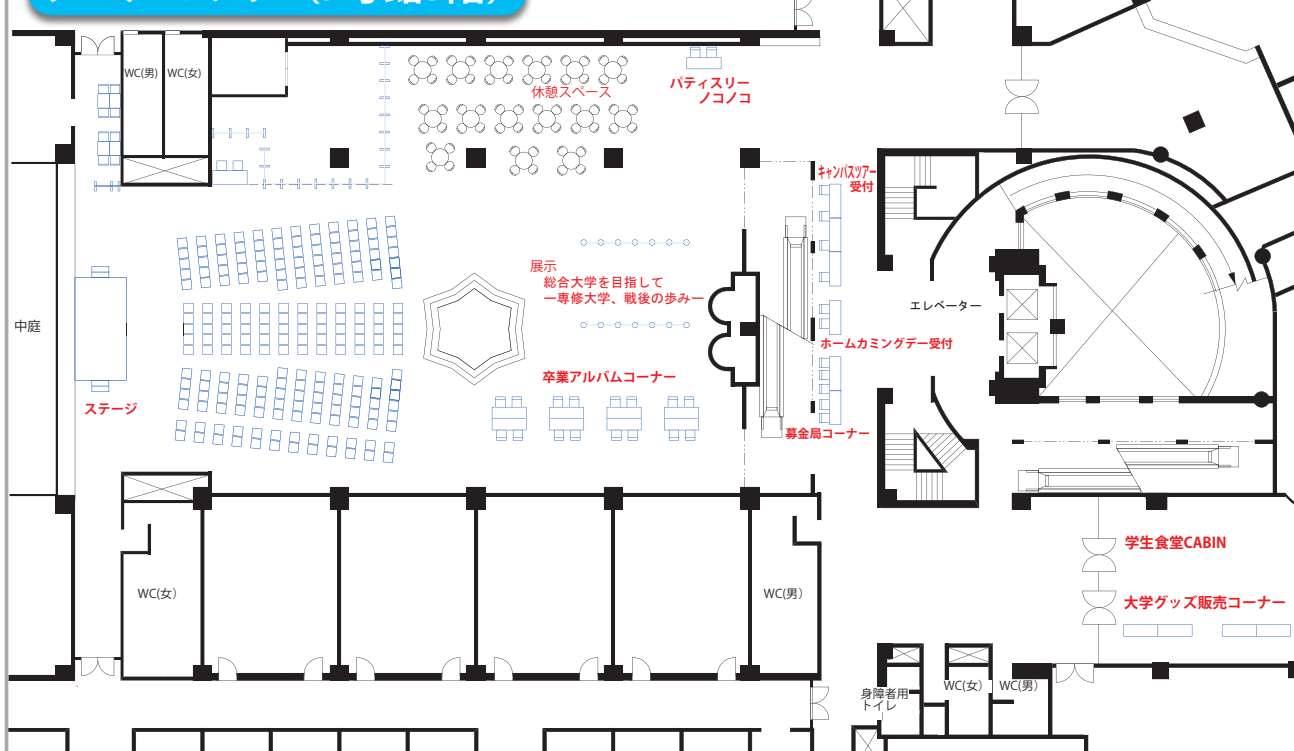 WC(男)
WC(女)
休憩スペース
パティスリー
ノコノコ
キャンパスツアー
受付
展示
総合大学を目指して
―専修大学、戦後の歩み―
エレベーター
中庭
ホームカミングデー受付
卒業アルバムコーナー
ステージ
募金局コーナー
学生食堂CABIN
WC(女)
WC(男)
大学グッズ販売コーナー
身障者用
トイレ
WC(女)
WC(男)